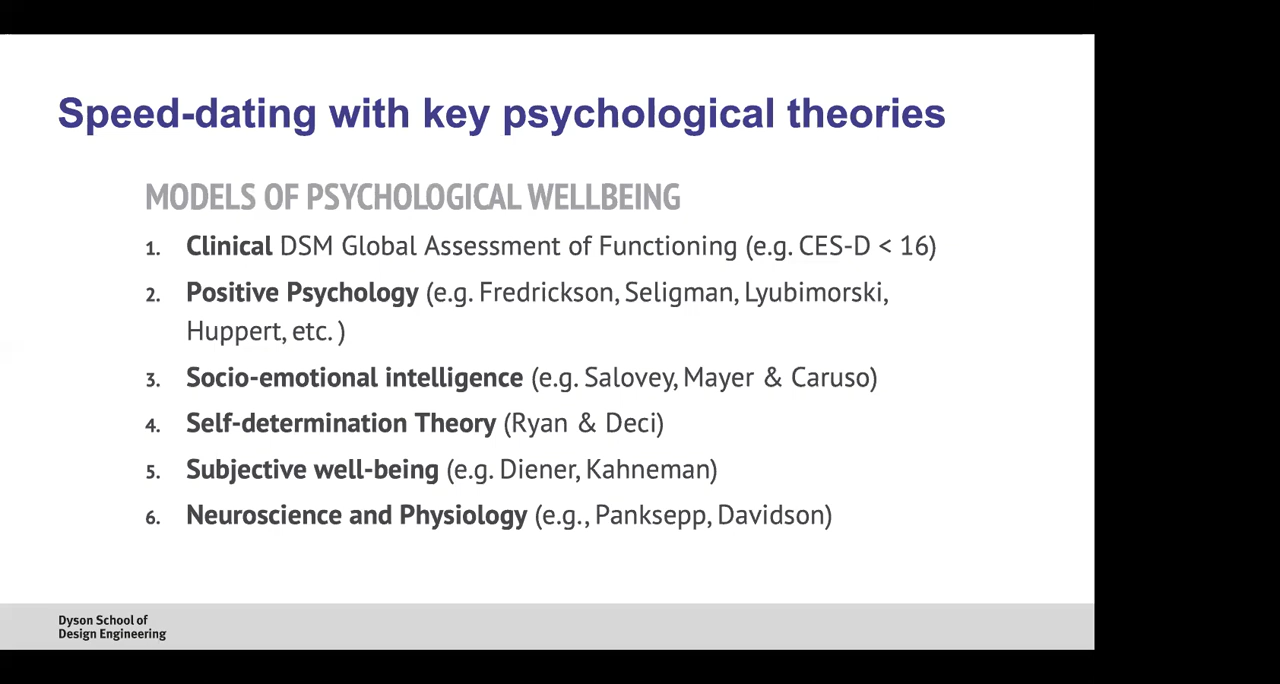 Speed-dating with key psychological theories
MODELS OF PSYCHOLOGICAL WELLBEING
1. Clinical DSM Global Assessment of Functioning (e.g. CES-D < 16)
2. Positive Psychology (e.g. Fredrickson, Seligman, Lyubimorski,
Huppert, etc. )
3. Socio-emotional intelligence (e.g. Salovey, Mayer & Caruso)
4. Self-determination Theory (Ryan & Deci)
5. Subjective well-being (e.g. Diener, Kahneman)
6. Neuroscience and Physiology (e.g., Panksepp, Davidson)
Dyson School of
Design Engineering